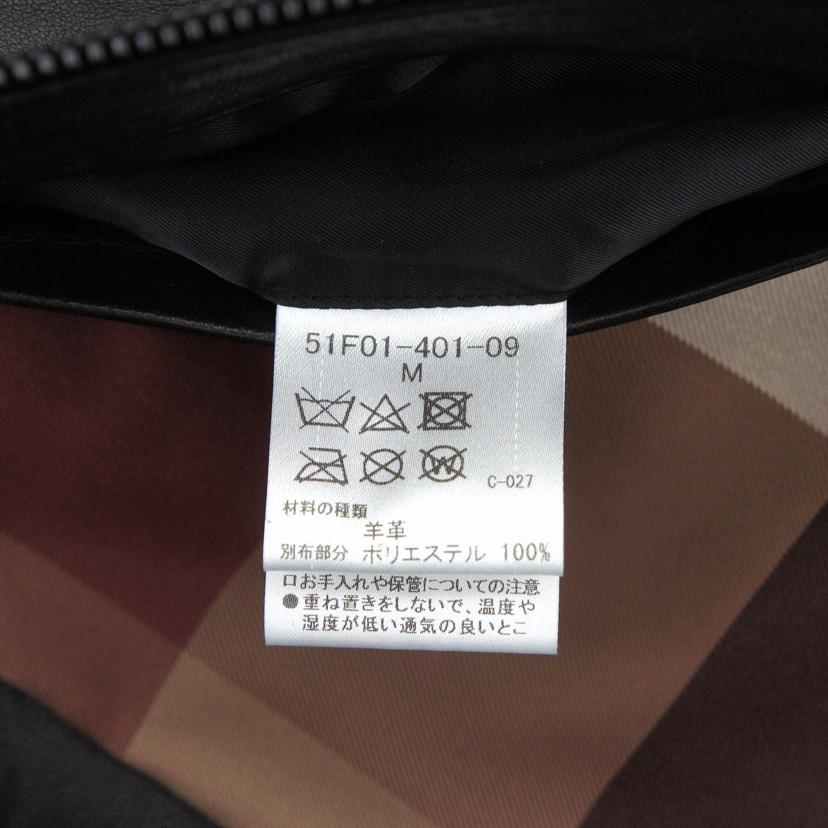 51F01-401-09
M
W
C-027
材料の種類
羊革
別布部分 ポリエステル 100%
口お手入れや保管についての注意
●重ね置きをしないで、温度や
湿度が低い通気の良いとこ